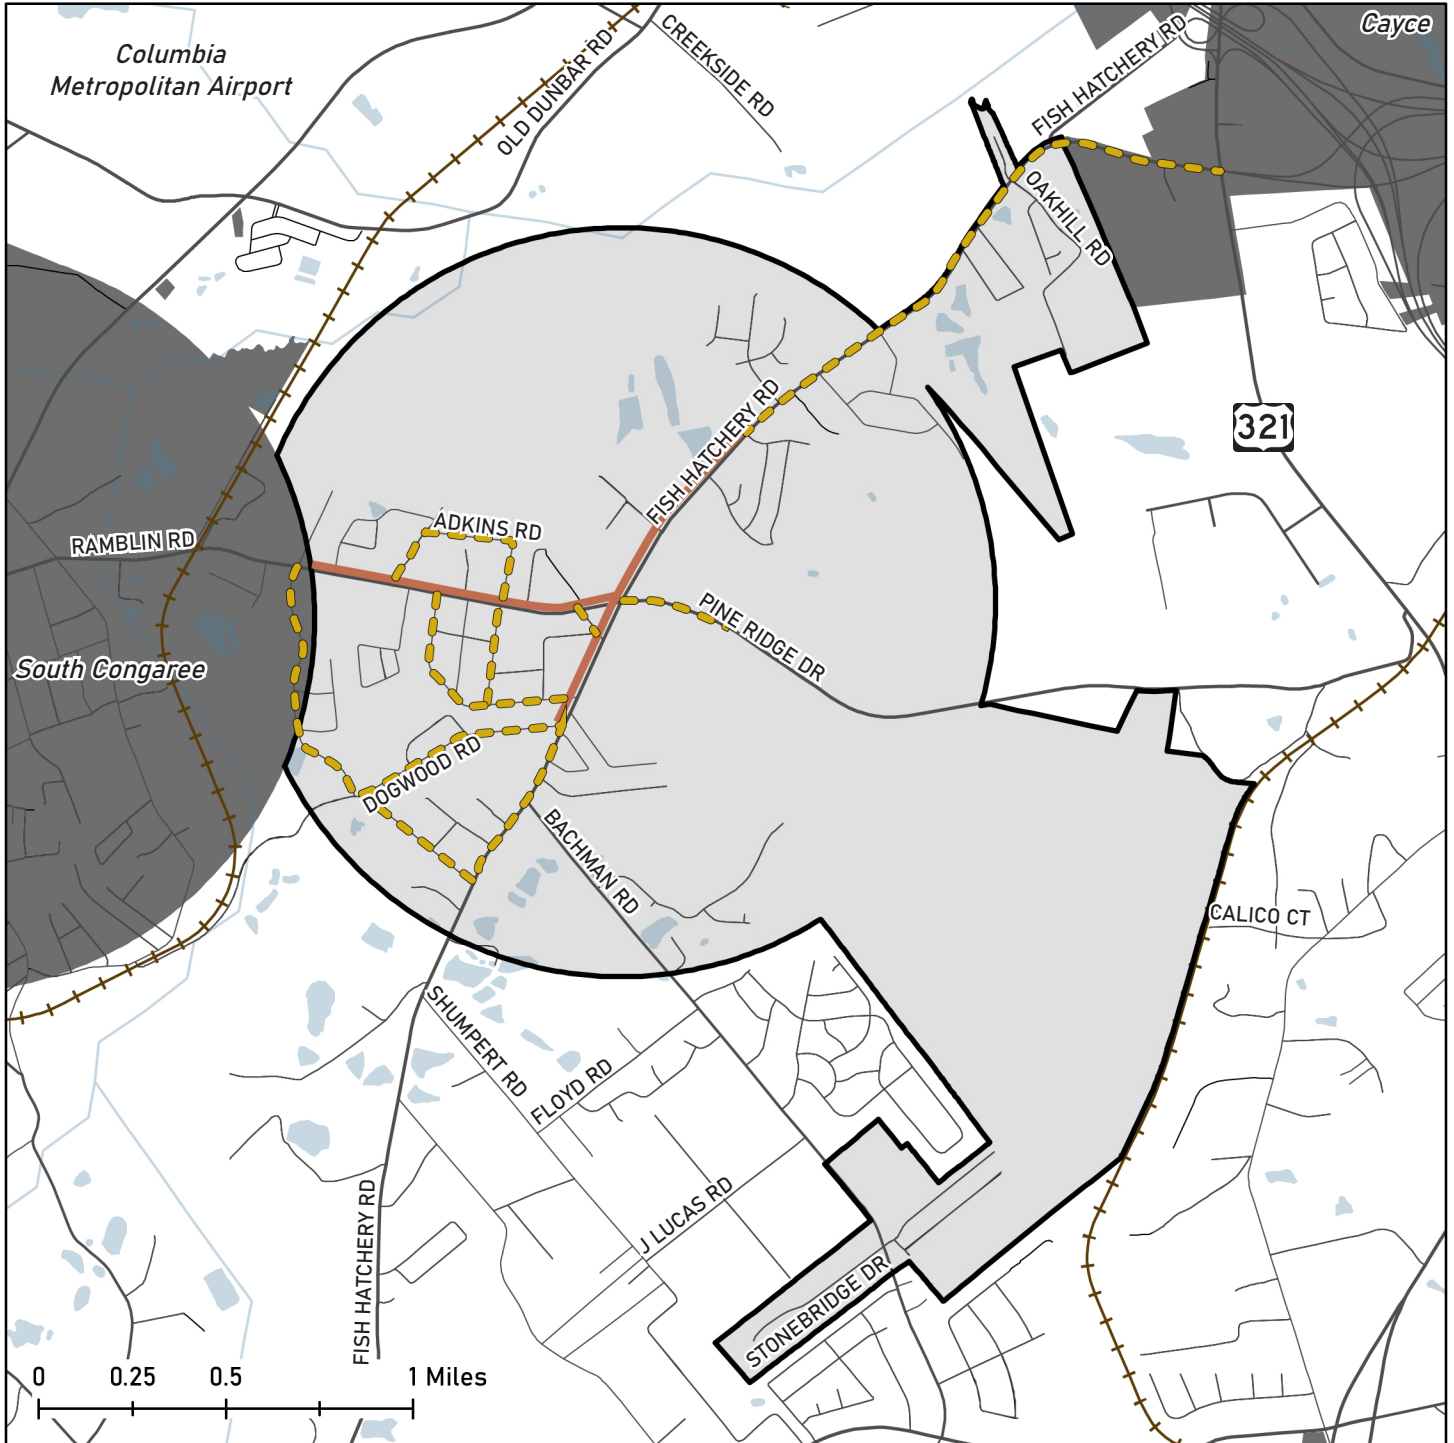 Columbia
Metropolitan Airport
Cayce
CREEKSIDE RD
OLD DUNBAR RD
FISH HATCHERY RD
OAKHILL RD
321
FISH HATCHERY RD
RAMBLIN RD
ADKINS RD
PINE RIDGE DR
South Congaree
DOGWOOD RD
BACHMAN RD
CALICO CT
SHUMPERT RD
FLOYD RD
J LUCAS RD
FISH HATCHERY RD
STONEBRIDGE DR
0 0.25 0.5 1 Miles